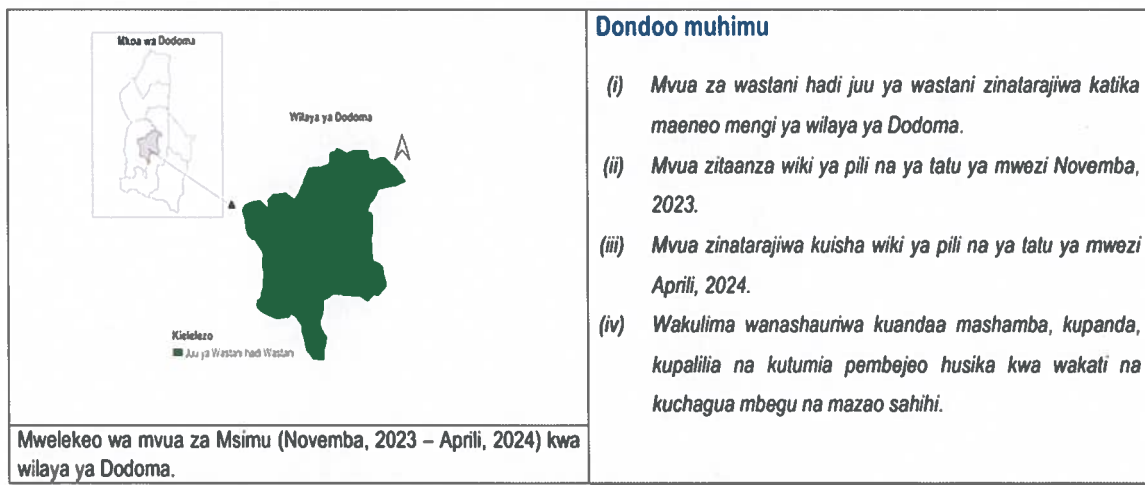 Mkoa wa Dodoma
Wilaya ya Dodoma
Kielelezo
Juu ya Wastani hadi Wastani
Mwelekeo wa mvua za Msimu (Novemba, 2023 – Aprili, 2024) kwa
wilaya ya Dodoma.
Dondoo muhimu
(i) Mvua za wastani hadi juu ya wastani zinatarajiwa katika
maeneo mengi ya wilaya ya Dodoma.
(ii) Mvua zitaanza wiki ya pili na ya tatu ya mwezi Novemba,
2023.
(iii) Mvua zinatarajiwa kuisha wiki ya pili na ya tatu ya mwezi
Aprili, 2024.
(iv) Wakulima wanashauriwa kuandaa mashamba, kupanda,
kupalilia na kutumia pembejeo husika kwa wakati na
kuchagua mbegu na mazao sahihi.